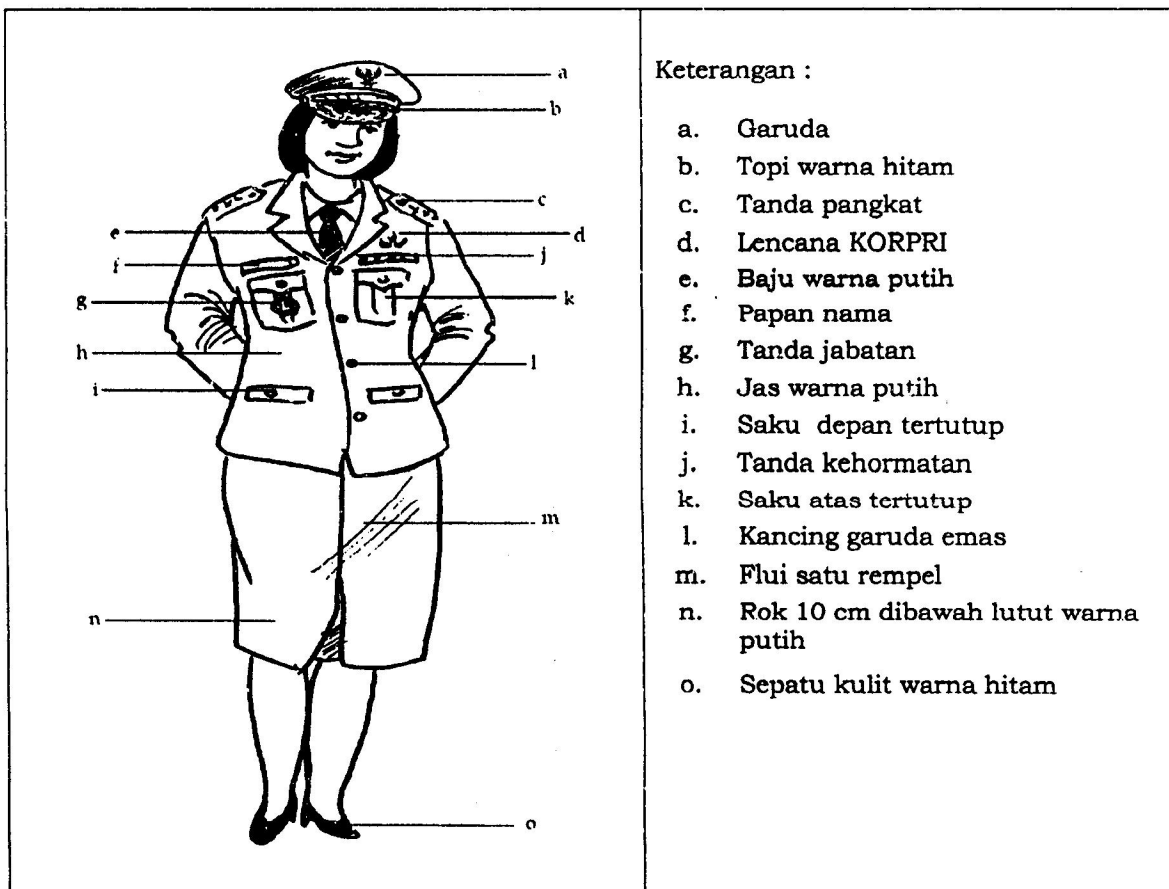 a
b
c
e
d
f
j
g
k
h
l
i
m
n
o
Keterangan :
a. Garuda
b. Topi warna hitam
c. Tanda pangkat
d. Lencana KORPRI
e. Baju warna putih
f. Papan nama
g. Tanda jabatan
h. Jas warna putih
i. Saku depan tertutup
j. Tanda kehormatan
k. Saku atas tertutup
l. Kancing garuda emas
m. Flui satu rempel
n. Rok 10 cm dibawah lutut warna
putih
o. Sepatu kulit warna hitam